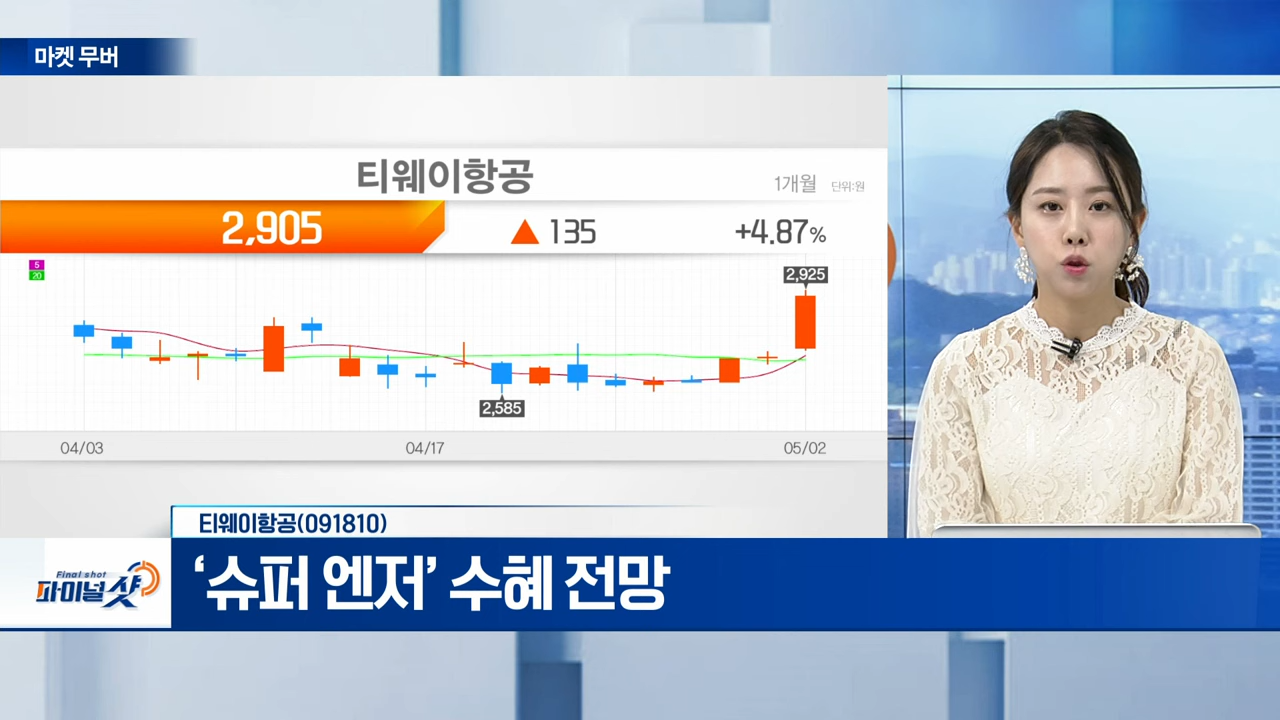 마켓 무버
티웨이항공
1개월 단위:원
2,905 ▲ 135 +4.87%
5
20
2,925
2,585
04/03 04/17 05/02
티웨이항공(091810)
Final shot
파이널샷
‘슈퍼 엔저’ 수혜 전망